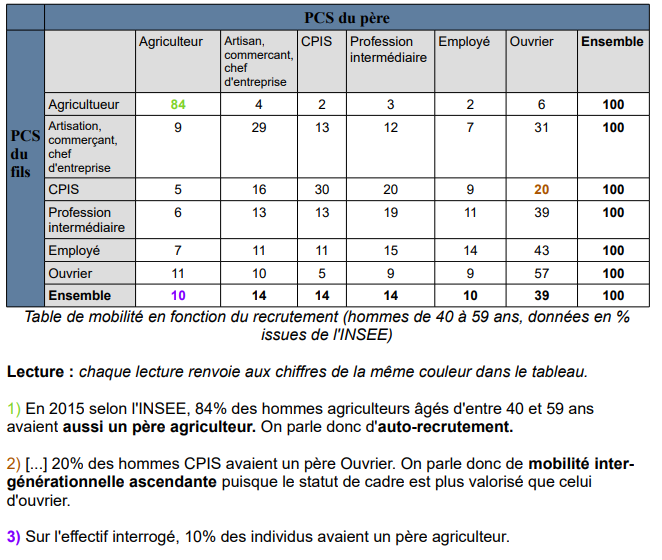 PCS du père
Agriculteur Artisan, commercant, chef d'entreprise CPIS Profession intermédiaire Employé Ouvrier Ensemble
PCS du fils
Agricultueur 84 4 2 3 2 6 100
Artisation, commerçant, chef d'entreprise 9 29 13 12 7 31 100
CPIS 5 16 30 20 9 20 100
Profession intermédiaire 6 13 13 19 11 39 100
Employé 7 11 11 15 14 43 100
Ouvrier 11 10 5 9 9 57 100
Ensemble 10 14 14 14 10 39 100
Table de mobilité en fonction du recrutement (hommes de 40 à 59 ans, données en %
issues de l'INSEE)
Lecture : chaque lecture renvoie aux chiffres de la même couleur dans le tableau.
1) En 2015 selon l'INSEE, 84% des hommes agriculteurs âgés d'entre 40 et 59 ans
avaient aussi un père agriculteur. On parle donc d'auto-recrutement.
2) [...] 20% des hommes CPIS avaient un père Ouvrier. On parle donc de mobilité inter-
générationnelle ascendante puisque le statut de cadre est plus valorisé que celui
d'ouvrier.
3) Sur l'effectif interrogé, 10% des individus avaient un père agriculteur.